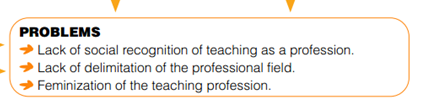 PROBLEMS
➔ Lack of social recognition of teaching as a profession.
➔ Lack of delimitation of the professional field.
➔ Feminization of the teaching profession.